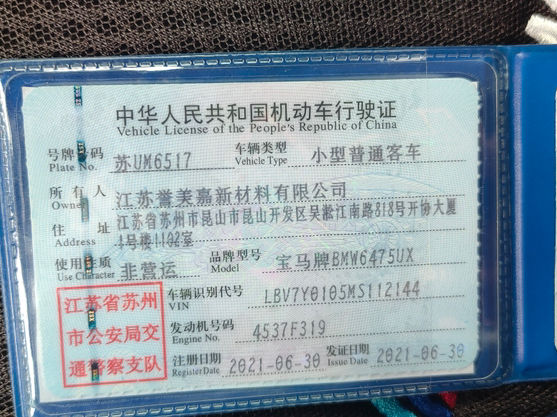 中华人民共和国机动车行驶证
Vehicle License of the People's Republic of China
号牌号码 苏UM6517 车辆类型 小型普通客车
Plate No. Vehicle Type
所有人 江苏誉美嘉新材料有限公司
Owner
住址 江苏省苏州市昆山市昆山开发区吴淞江南路818号开协大厦
Address 1号楼1102室
使用性质 非营运 品牌型号 宝马牌BMW6475UX
Use Character Model
江苏省苏州
市公安局交
通警察支队
车辆识别代号 LBV7Y0105MS112144
VIN
发动机号码 4537F319
Engine No.
注册日期 2021-06-30 发证日期 2021-06-30
Register Date Issue Date